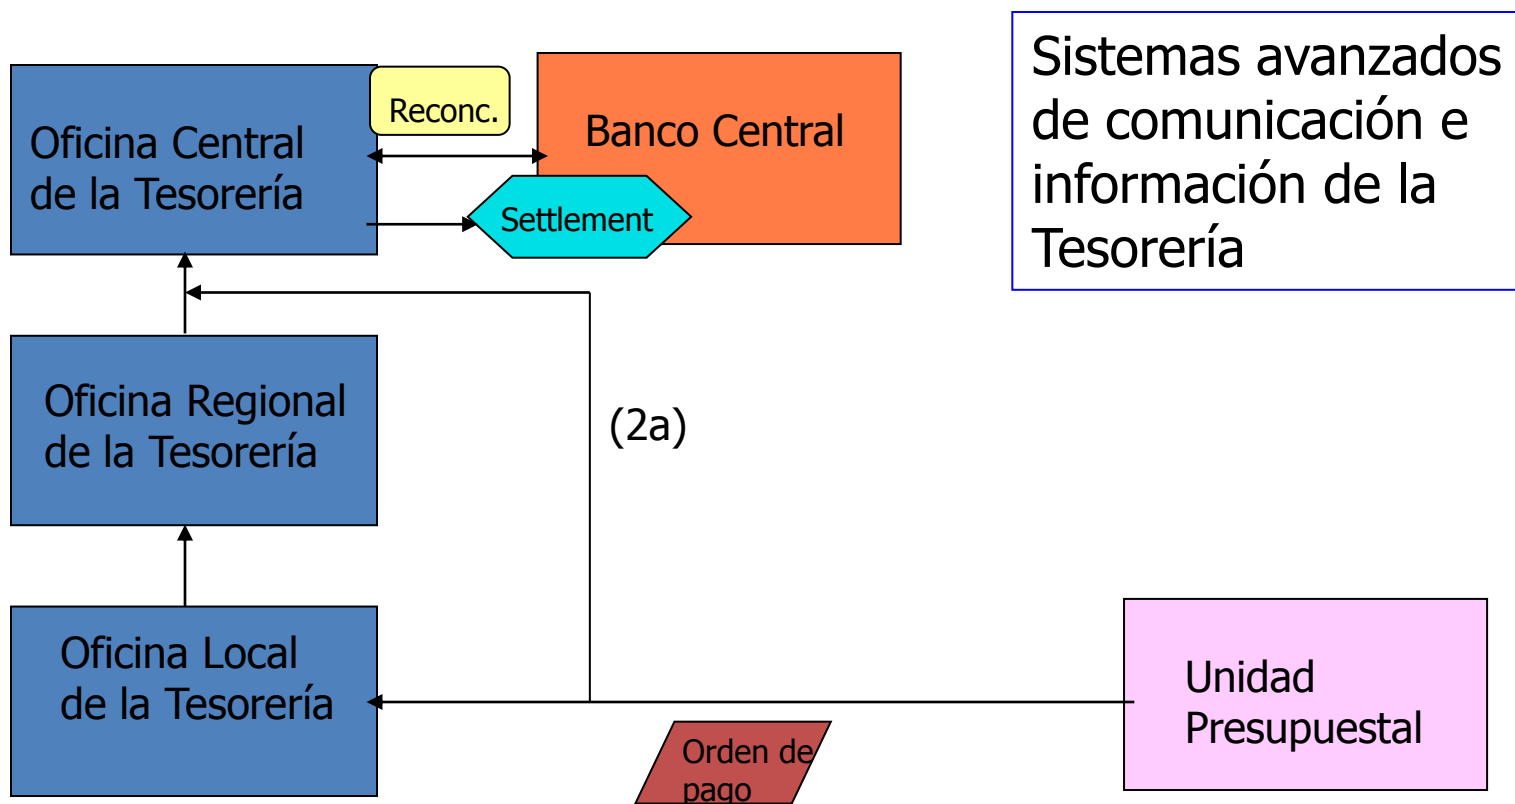 Sistemas avanzados
de comunicación e
información de la
Tesorería
Reconc.
Oficina Central
de la Tesorería
Banco Central
Settlement
Oficina Regional
de la Tesorería
(2a)
Oficina Local
de la Tesorería
Unidad
Presupuestal
Orden de
pago